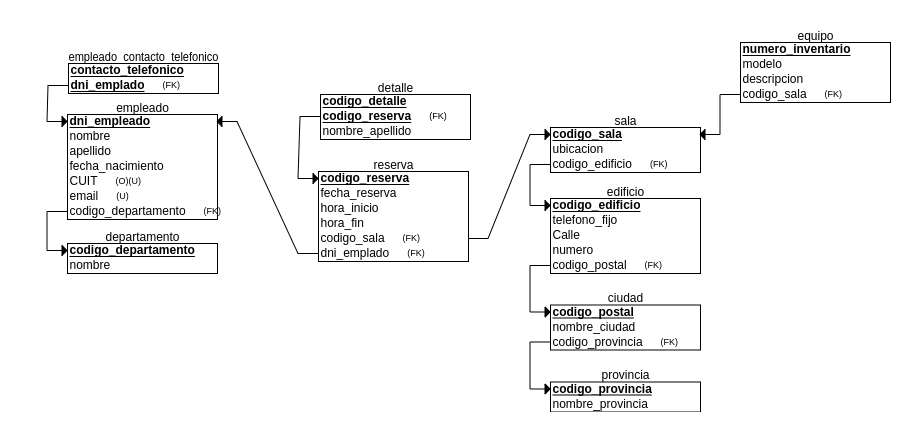 empleado_contacto_telefonico
contacto_telefonico
dni_emplado (FK)
empleado
dni_empleado
nombre
apellido
fecha_nacimiento
CUIT (O)(U)
email (U)
codigo_departamento (FK)
departamento
codigo_departamento
nombre
detalle
codigo_detalle
codigo_reserva (FK)
nombre_apellido
reserva
codigo_reserva
fecha_reserva
hora_inicio
hora_fin
codigo_sala (FK)
dni_emplado (FK)
equipo
numero_inventario
modelo
descripcion
codigo_sala (FK)
sala
codigo_sala
ubicacion
codigo_edificio (FK)
edificio
codigo_edificio
telefono_fijo
Calle
numero
codigo_postal (FK)
ciudad
codigo_postal
nombre_ciudad
codigo_provincia (FK)
provincia
codigo_provincia
nombre_provincia